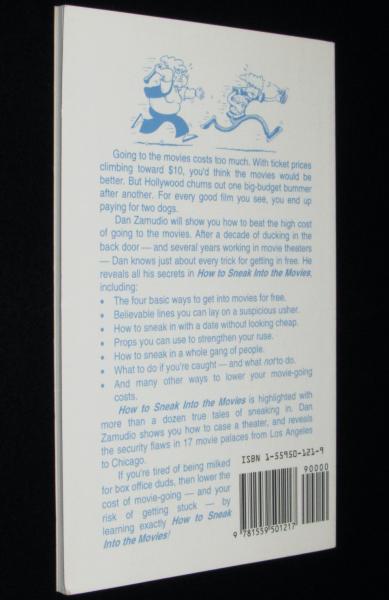 Going to the movies costs too much. With ticket prices
climbing toward $10, you'd think the movies would be
better. But Hollywood churns out one big-budget bummer
after another. For every good film you see, you end up
paying for two dogs.
Dan Zamudio will show you how to beat the high cost
of going to the movies. After a decade of ducking in the
back door — and several years working in movie theaters
— Dan knows just about every trick for getting in free. He
reveals all his secrets in How to Sneak Into the Movies,
including:
• The four basic ways to get into movies for free.
• Believable lines you can lay on a suspicious usher.
• How to sneak in with a date without looking cheap.
• Props you can use to strengthen your ruse.
• How to sneak in a whole gang of people.
• What to do if you're caught — and what not to do.
• And many other ways to lower your movie-going
costs.
How to Sneak Into the Movies is highlighted with
more than a dozen true tales of sneaking in. Dan
Zamudio shows you how to case a theater, and reveals
the security flaws in 17 movie palaces from Los Angeles
to Chicago.
If you're tired of being milked
for box office duds, then lower the
cost of movie-going — and your
risk of getting stuck — by
learning exactly How to Sneak
Into the Movies!
ISBN 1-55950-121-9
90000
9 781559 501217